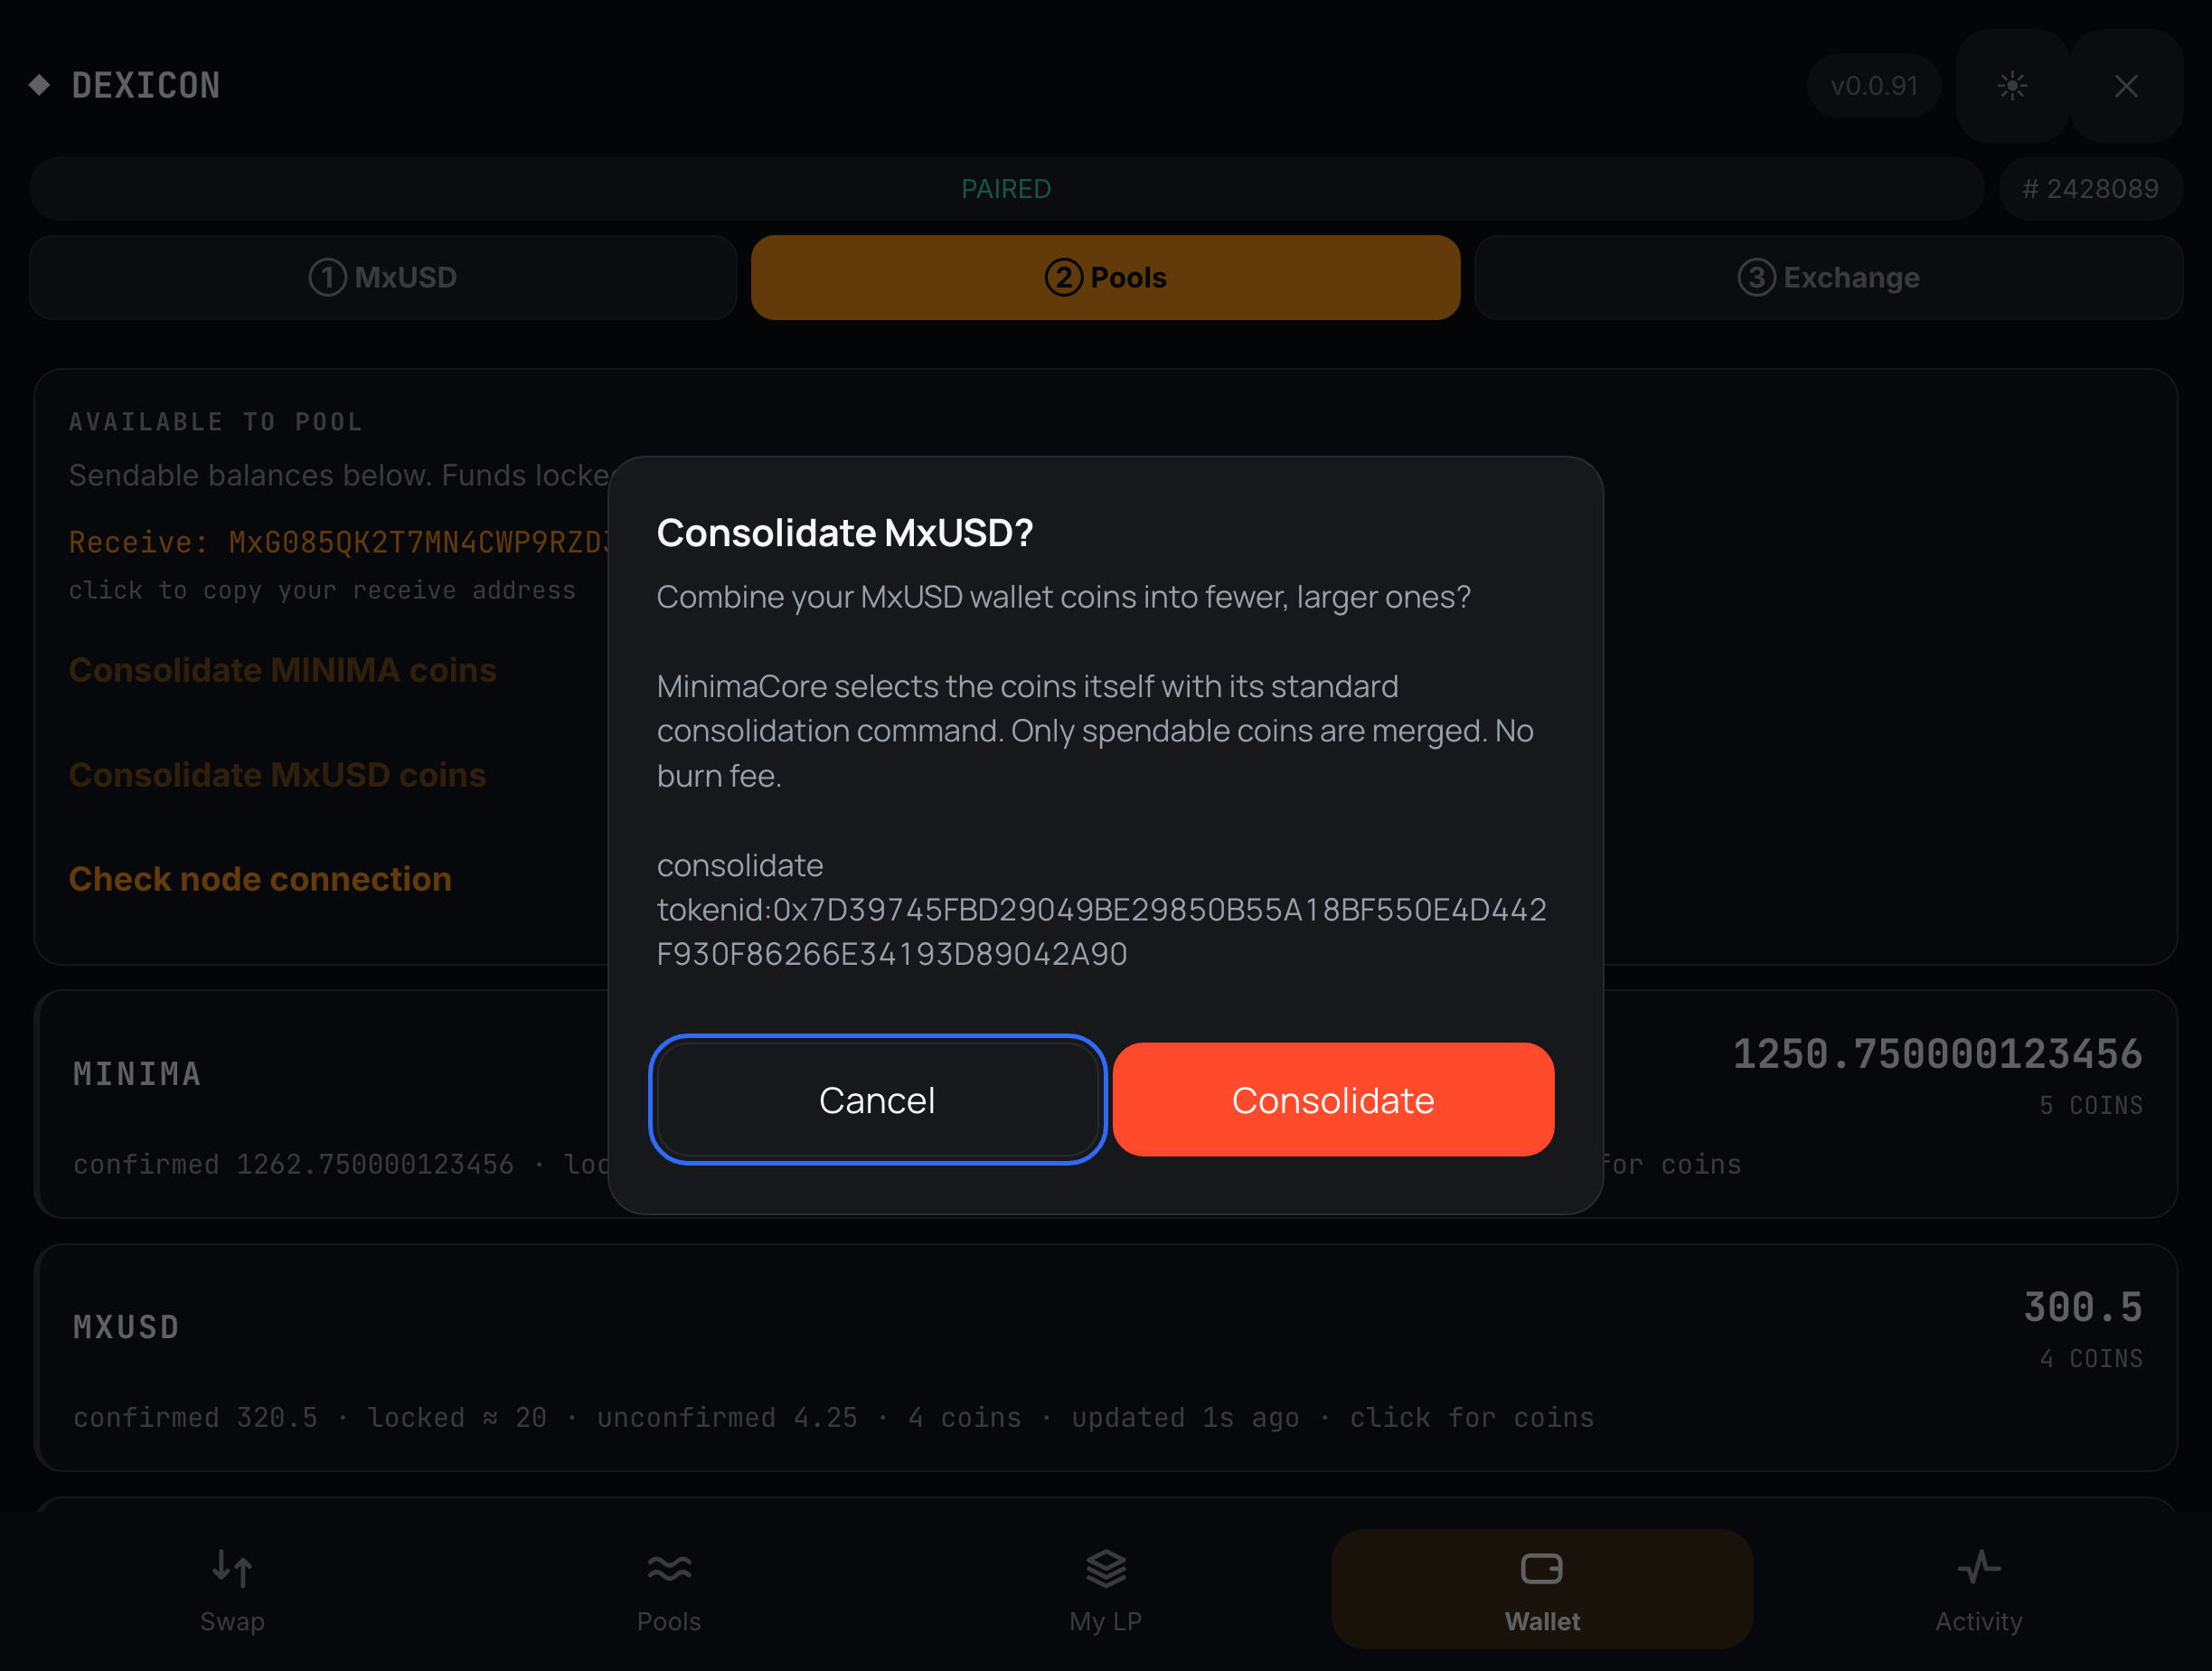 DEXICON
v0.0.91
PAIRED
# 2428089
1 MxUSD
2 Pools
3 Exchange
AVAILABLE TO POOL
Sendable balances below. Funds locke
Receive: MxG085QK2T7MN4CWP9RZD
click to copy your receive address
Consolidate MINIMA coins
Consolidate MxUSD coins
Check node connection
Consolidate MxUSD?
Combine your MxUSD wallet coins into fewer, larger ones?
MinimaCore selects the coins itself with its standard
consolidation command. Only spendable coins are merged. No
burn fee.
consolidate
tokenid:0x7D39745FBD29049BE29850B55A18BF550E4D442
F930F86266E34193D89042A90
Cancel
Consolidate
MINIMA
1250.750000123456
5 COINS
confirmed 1262.750000123456 · loc
for coins
MXUSD
300.5
4 COINS
confirmed 320.5 · locked ≈ 20 · unconfirmed 4.25 · 4 coins · updated 1s ago · click for coins
Swap
Pools
My LP
Wallet
Activity